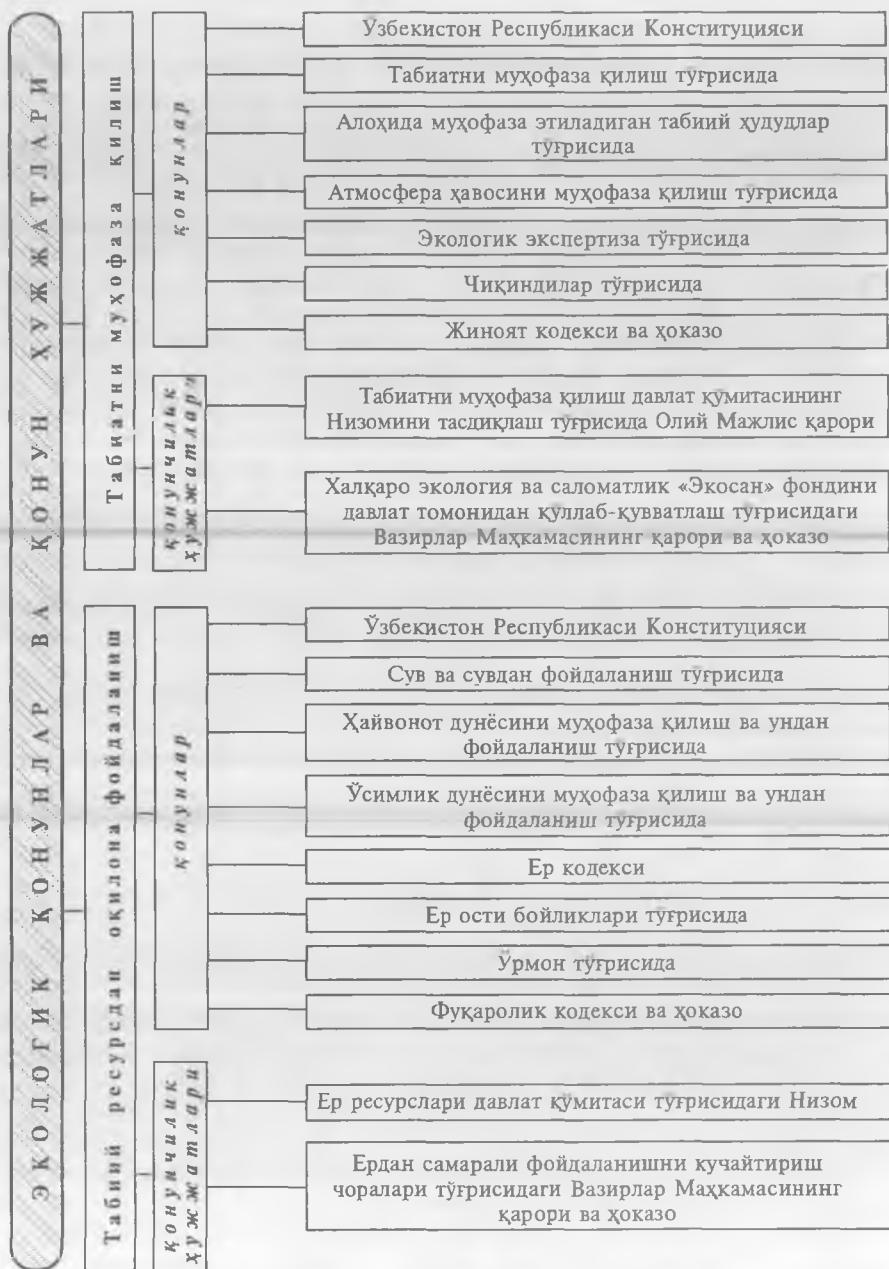 ЭКОЛОГИК ҚОНУНЛАР ВА ҚОНУН ҲУЖЖАТЛАРИ
Табиатни муҳофаза қилиш
қонунлар
Ўзбекистон Республикаси Конституцияси
Табиатни муҳофаза қилиш тўғрисида
Алоҳида муҳофаза этиладиган табиий ҳудудлар
тўғрисида
Атмосфера ҳавосини муҳофаза қилиш тўғрисида
Экологик экспертиза тўғрисида
Чиқиндилар тўғрисида
Жиноят кодекси ва ҳоказо
қонунчилик
ҳужжатлари
Табиатни муҳофаза қилиш давлат қўмитасининг
Низомини тасдиқлаш тўғрисида Олий Мажлис қарори
Халқаро экология ва саломатлик «Экосан» фондини
давлат томонидан қуллаб-қувватлаш тўғрисидаги
Вазирлар Маҳкамасининг қарори ва ҳоказо
Табиий ресурсдан оқилона фойдаланиш
қонунлар
Ўзбекистон Республикаси Конституцияси
Сув ва сувдан фойдаланиш тўғрисида
Ҳайвонот дунёсини муҳофаза қилиш ва ундан
фойдаланиш тўғрисида
Ўсимлик дунёсини муҳофаза қилиш ва ундан
фойдаланиш тўғрисида
Ер кодекси
Ер ости бойликлари тўғрисида
Ўрмон тўғрисида
Фуқаролик кодекси ва ҳоказо
қонунчилик
ҳужжатлари
Ер ресурслари давлат қўмитаси тўғрисидаги Низом
Ердан самарали фойдаланишни кучайтириш
чоралари тўғрисидаги Вазирлар Маҳкамасининг
қарори ва ҳоказо